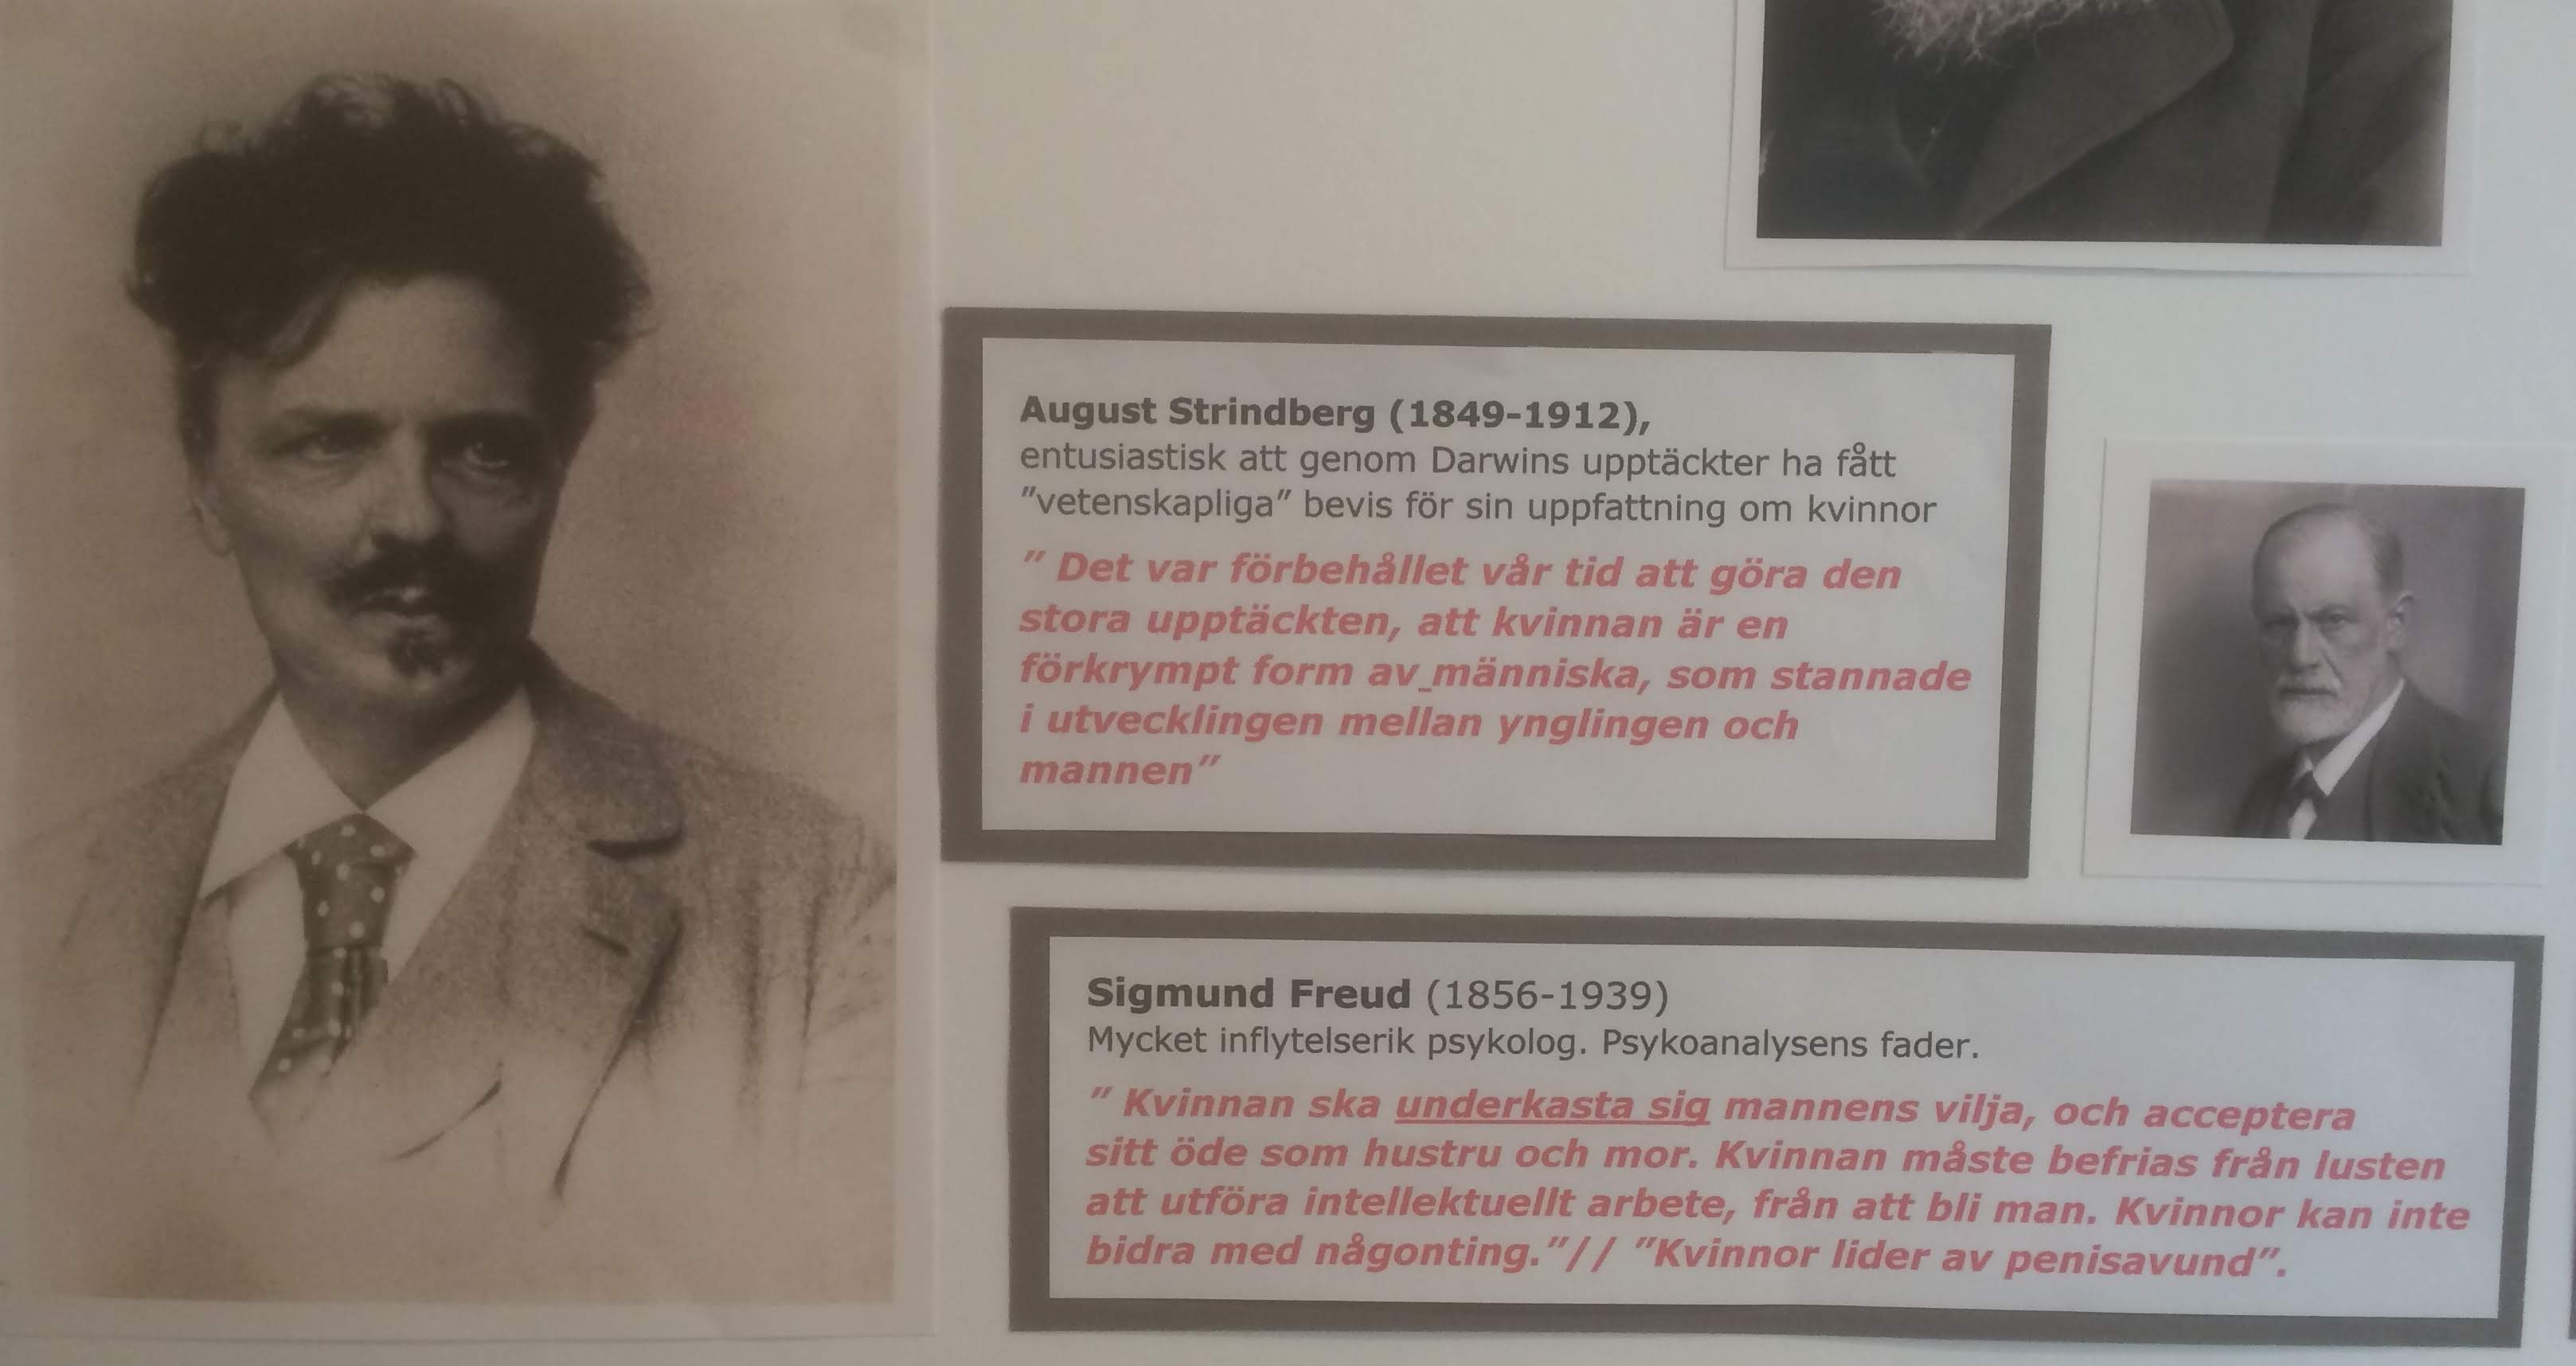 August Strindberg (1849-1912),
entusiastisk att genom Darwins upptäckter ha fått
”vetenskapliga” bevis för sin uppfattning om kvinnor
” Det var förbehållet vår tid att göra den
stora upptäckten, att kvinnan är en
förkrympt form av människa, som stannade
i utvecklingen mellan ynglingen och
mannen”
Sigmund Freud (1856-1939)
Mycket inflytelserik psykolog. Psykoanalysens fader.
” Kvinnan ska underkasta sig mannens vilja, och acceptera
sitt öde som hustru och mor. Kvinnan måste befrias från lusten
att utföra intellektuellt arbete, från att bli man. Kvinnor kan inte
bidra med någonting.”// ”Kvinnor lider av penisavund”.